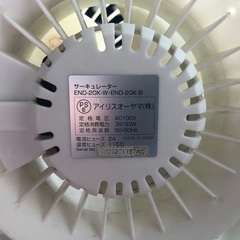 サーキュレーター
END-20K-W・END-20K-B
PS
E
アイリスオーヤマ(株)
定格電圧 AC100V
定格消費電力 38/33W
定格周波数 50/60Hz
電流ヒューズ 2A
温度ヒューズ 115℃